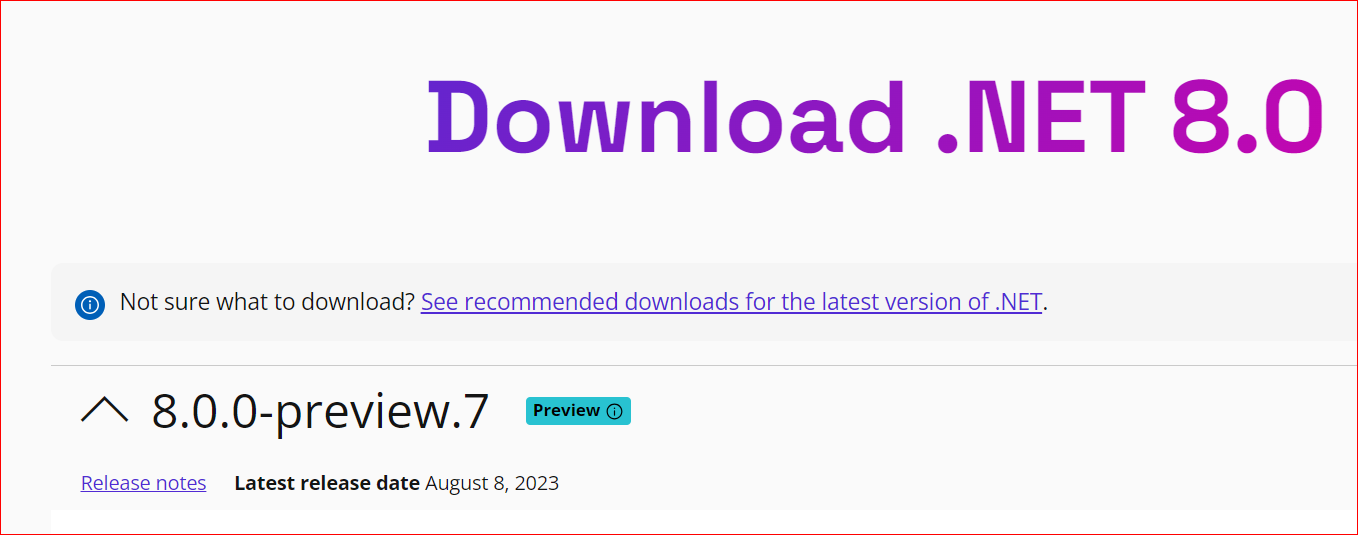 Download .NET 8.0
Not sure what to download? See recommended downloads for the latest version of .NET.
8.0.0-preview.7 Preview
Release notes Latest release date August 8, 2023